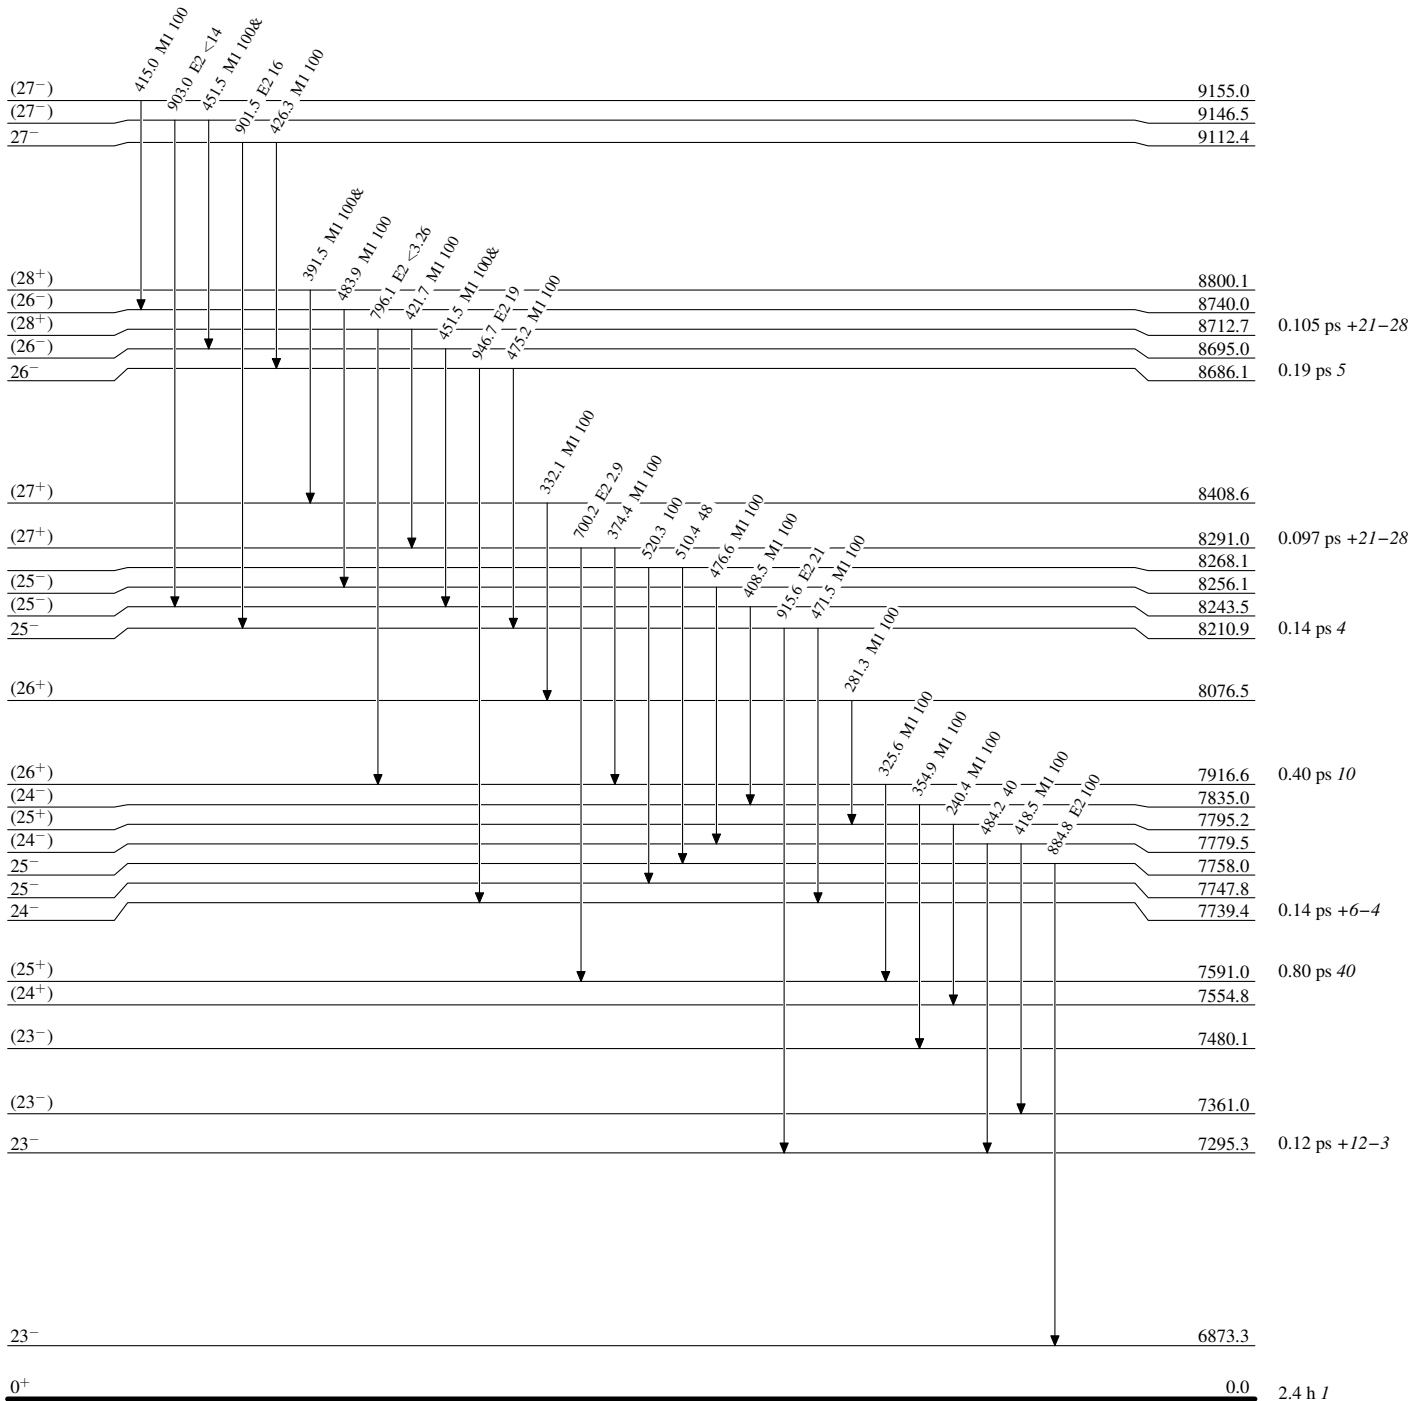 415.0 M1 100
903.0 E2 <14
451.5 M1 100&
901.5 E2 16
426.3 M1 100
(27−) 9155.0
(27−) 9146.5
27− 9112.4
391.5 M1 100&
483.9 M1 100
796.1 E2 <3.26
421.7 M1 100
451.5 M1 100&
946.7 E2 19
475.2 M1 100
(28+) 8800.1
(26−) 8740.0
(28+) 8712.7 0.105 ps +21−28
(26−) 8695.0
26− 8686.1 0.19 ps 5
332.1 M1 100
700.2 E2 2.9
374.4 M1 100
520.3 100
510.4 48
476.6 M1 100
408.5 M1 100
915.6 E2 21
471.5 M1 100
(27+) 8408.6
(27+) 8291.0 0.097 ps +21−28
8268.1
(25−) 8256.1
(25−) 8243.5
25− 8210.9 0.14 ps 4
281.3 M1 100
(26+) 8076.5
325.6 M1 100
354.9 M1 100
240.4 M1 100
484.2 40
418.5 M1 100
884.8 E2 100
(26+) 7916.6 0.40 ps 10
(24−) 7835.0
(25+) 7795.2
(24−) 7779.5
25− 7758.0
25− 7747.8
24− 7739.4 0.14 ps +6−4
(25+) 7591.0 0.80 ps 40
(24+) 7554.8
(23−) 7480.1
(23−) 7361.0
23− 7295.3 0.12 ps +12−3
23− 6873.3
0+ 0.0 2.4 h 1